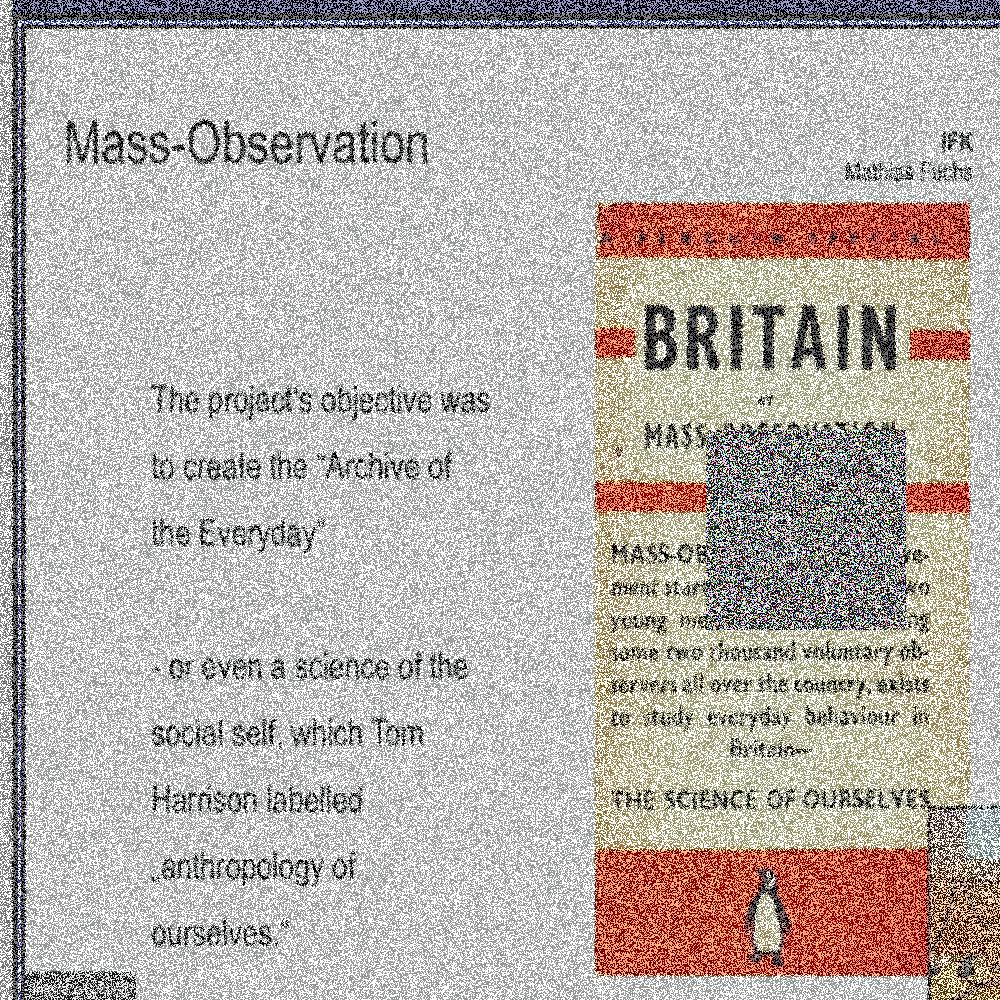 Mass-Observation
IFK
Mathias Fuchs
A PENGUIN SPECIAL
BRITAIN
MASS-OBSERVATION
The project's objective was
to create the "Archive of
the Everyday"
- or even a science of the
social self, which Tom
Harrison labelled
„anthropology of
ourselves."
MASS-OB
ment
young
some two thousand voluntary ob-
servers all over the country, exists
to study everyday behaviour in
Britain—
THE SCIENCE OF OURSELVES